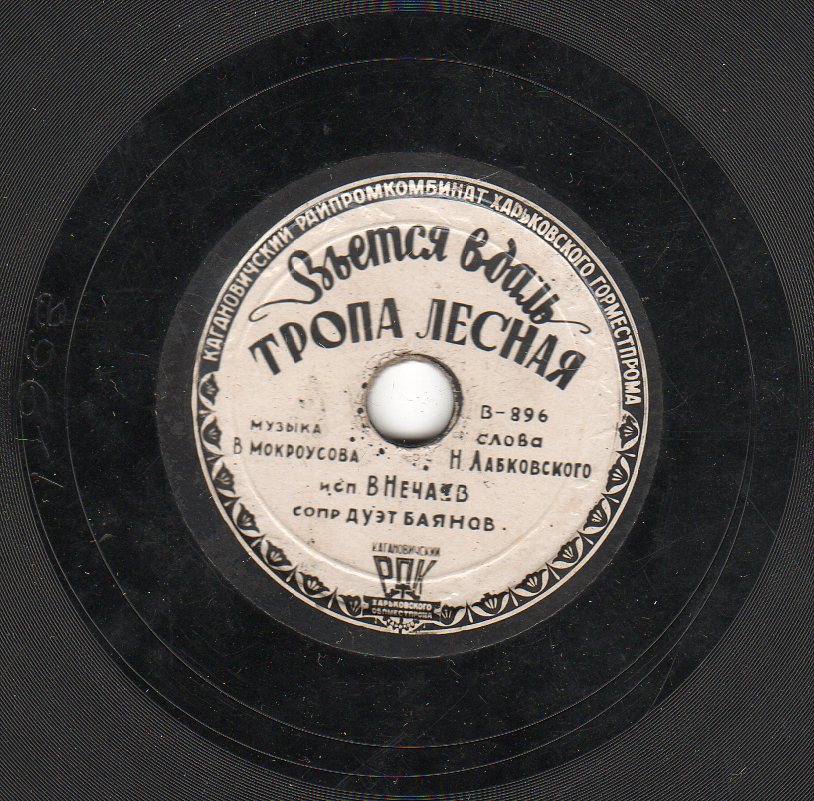 КАГАНОВИЧСКИЙ РАЙПРОМКОМБИНАТ ХАРЬКОВСКОГО ГОРМЕСТПРОМА
Вьется вдаль
ТРОПА ЛЕСНАЯ
В-896
МУЗЫКА СЛОВА
В МОКРОУСОВА Н. ЛАБКОВСКОГО
исп В НЕЧАЕВ
СОПР ДУЭТ БАЯНОВ.
КАГАНОВИЧСКИЙ
РПК
ХАРЬКОВСКОГО